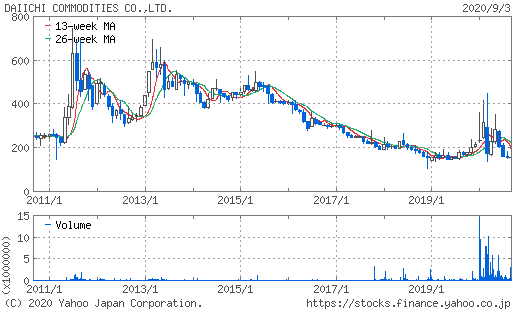 DAIICHI COMMODITIES CO.,LTD. 2020/9/3
800
13-week MA
26-week MA
600
400
200
0
2011/1 2013/1 2015/1 2017/1 2019/1
15
Volume
10
5
0
(x1000000)
2011/1 2013/1 2015/1 2017/1 2019/1
(C) 2020 Yahoo Japan Corporation. https://stocks.finance.yahoo.co.jp